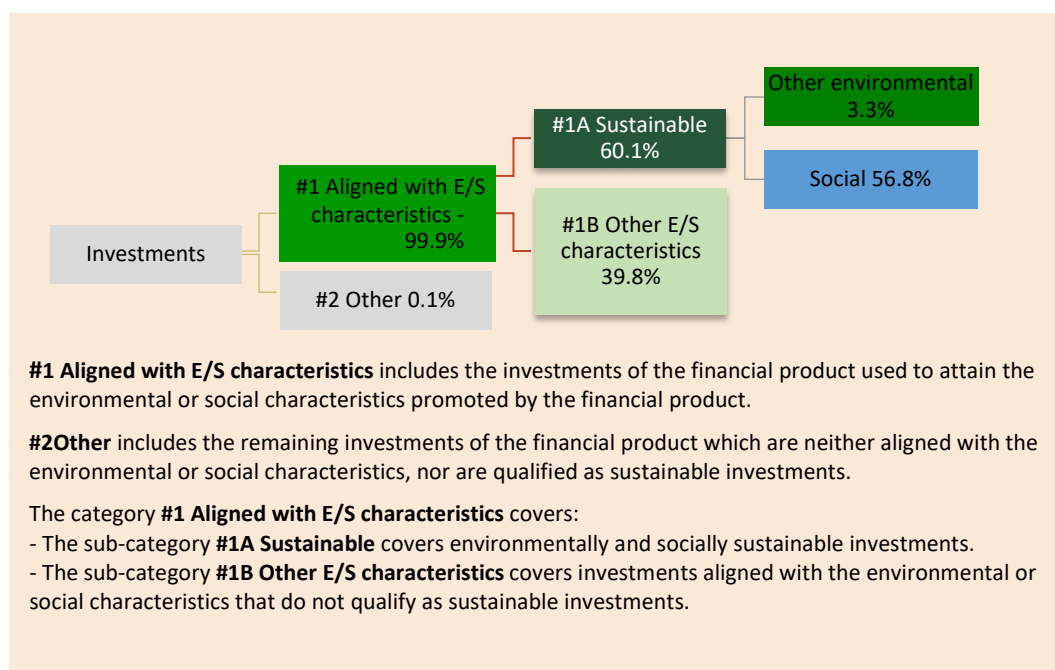 Other environmental
3.3%
#1A Sustainable
60.1%
Social 56.8%
#1 Aligned with E/S
characteristics -
99.9%
#1B Other E/S
characteristics
39.8%
Investments
#2 Other 0.1%
#1 Aligned with E/S characteristics includes the investments of the financial product used to attain the
environmental or social characteristics promoted by the financial product.
#2Other includes the remaining investments of the financial product which are neither aligned with the
environmental or social characteristics, nor are qualified as sustainable investments.
The category #1 Aligned with E/S characteristics covers:
- The sub-category #1A Sustainable covers environmentally and socially sustainable investments.
- The sub-category #1B Other E/S characteristics covers investments aligned with the environmental or
social characteristics that do not qualify as sustainable investments.